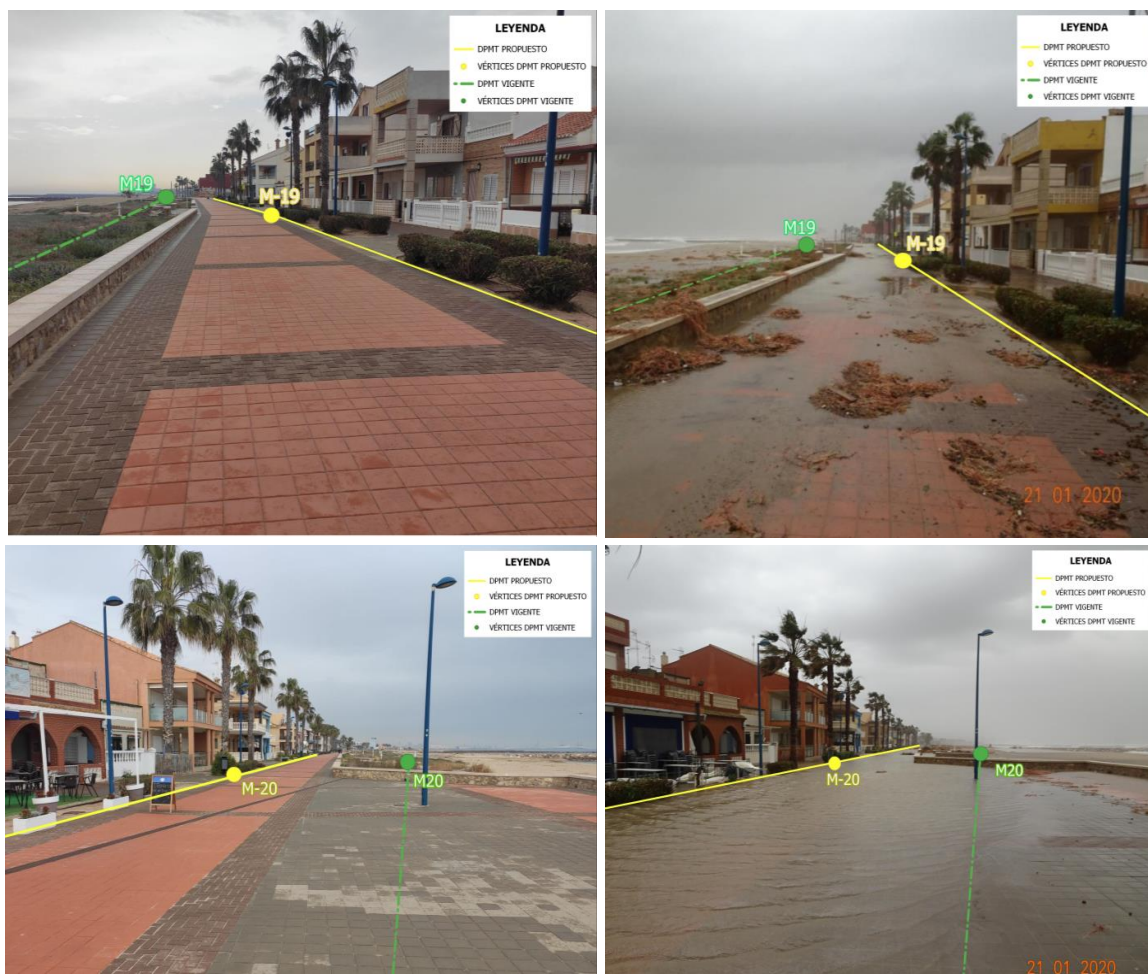 LEYENDA
DPMT PROPUESTO
VÉRTICES DPMT PROPUESTO
DPMT VIGENTE
VÉRTICES DPMT VIGENTE
M19
M-19
LEYENDA
DPMT PROPUESTO
VÉRTICES DPMT PROPUESTO
DPMT VIGENTE
VÉRTICES DPMT VIGENTE
M19
M-19
21 01 2020
LEYENDA
DPMT PROPUESTO
VÉRTICES DPMT PROPUESTO
DPMT VIGENTE
VÉRTICES DPMT VIGENTE
M-20
M20
LEYENDA
DPMT PROPUESTO
VÉRTICES DPMT PROPUESTO
DPMT VIGENTE
VÉRTICES DPMT VIGENTE
M-20
M20
21 01 2020